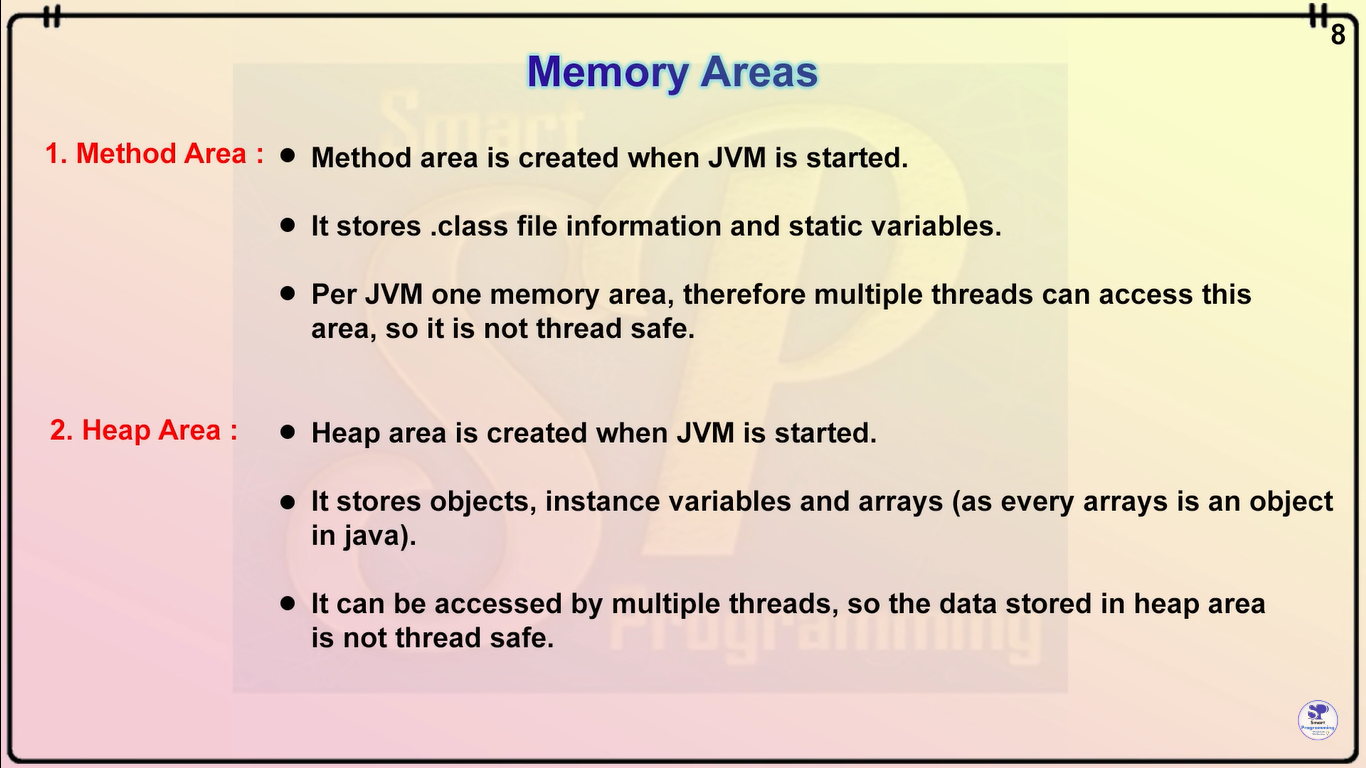 8
Memory Areas
1. Method Area :
● Method area is created when JVM is started.
● It stores .class file information and static variables.
● Per JVM one memory area, therefore multiple threads can access this
area, so it is not thread safe.
2. Heap Area :
● Heap area is created when JVM is started.
● It stores objects, instance variables and arrays (as every arrays is an object
in java).
● It can be accessed by multiple threads, so the data stored in heap area
is not thread safe.
Smart
SP
Programming
SP
Smart
Programming